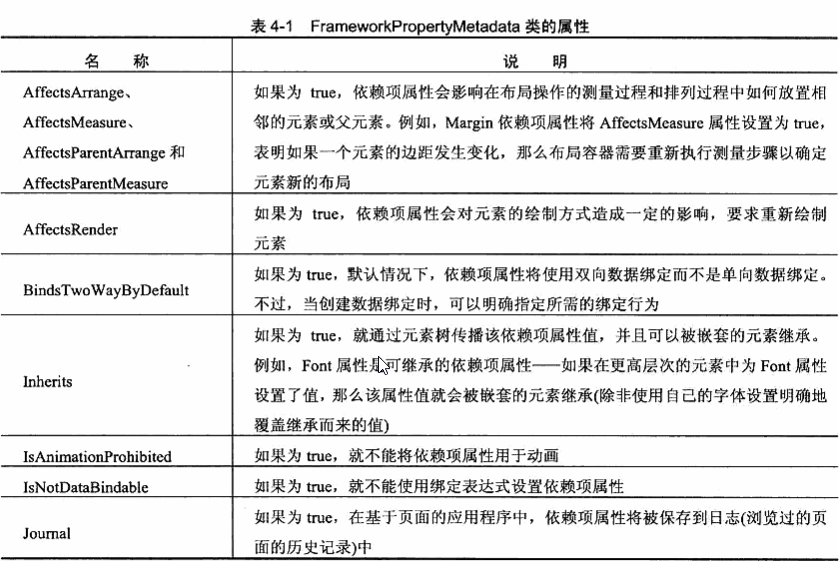 表 4-1 FrameworkPropertyMetadata 类的属性
名 称
说 明
AffectsArrange、
AffectsMeasure、
AffectsParentArrange 和
AffectsParentMeasure
如果为 true，依赖项属性会影响在布局操作的测量过程和排列过程中如何放置相
邻的元素或父元素。例如，Margin 依赖项属性将 AffectsMeasure 属性设置为 true，
表明如果一个元素的边距发生变化，那么布局容器需要重新执行测量步骤以确定
元素新的布局
AffectsRender
如果为 true，依赖项属性会对元素的绘制方式造成一定的影响，要求重新绘制
元素
BindsTwoWayByDefault
如果为 true，默认情况下，依赖项属性将使用双向数据绑定而不是单向数据绑定。
不过，当创建数据绑定时，可以明确指定所需的绑定行为
Inherits
如果为 true，就通过元素树传播该依赖项属性值，并且可以被嵌套的元素继承。
例如，Font 属性是可继承的依赖项属性——如果在更高层次的元素中为 Font 属性
设置了值，那么该属性值就会被嵌套的元素继承(除非使用自己的字体设置明确地
覆盖继承而来的值)
IsAnimationProhibited
如果为 true，就不能将依赖项属性用于动画
IsNotDataBindable
如果为 true，就不能使用绑定表达式设置依赖项属性
Journal
如果为 true，在基于页面的应用程序中，依赖项属性将被保存到日志(浏览过的页
面的历史记录)中